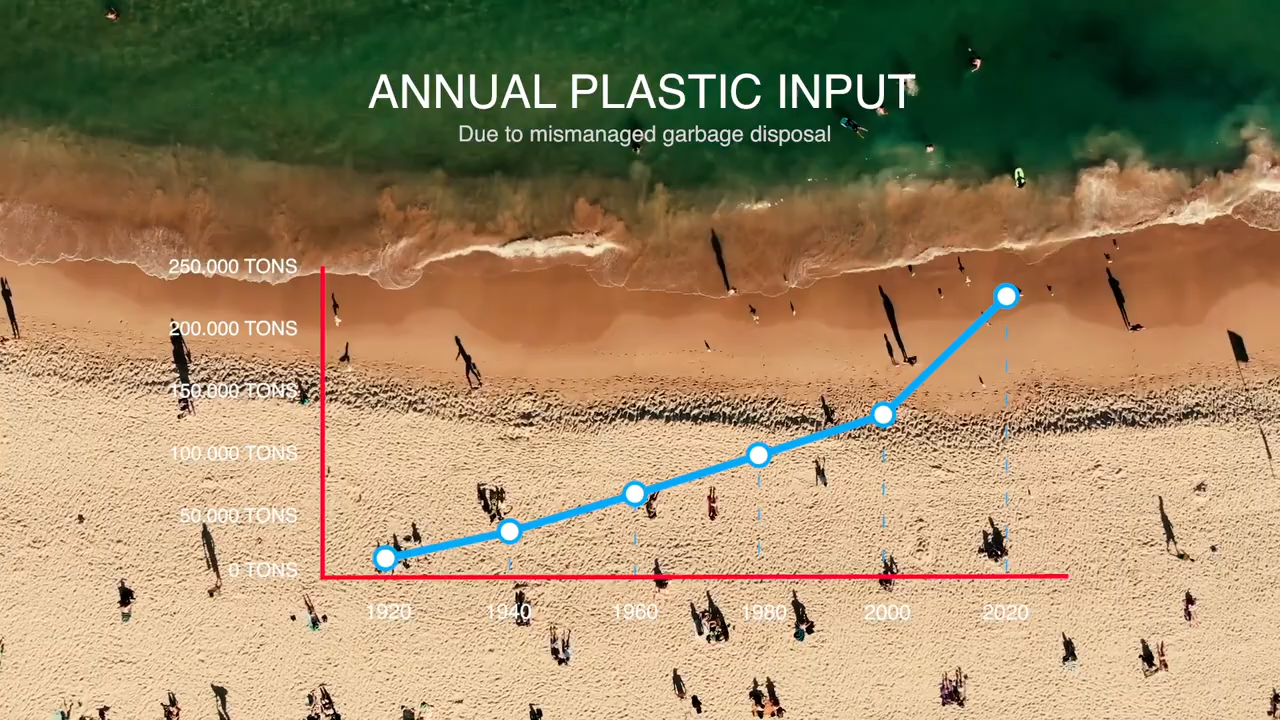 ANNUAL PLASTIC INPUT
Due to mismanaged garbage disposal
250.000 TONS
200.000 TONS
150.000 TONS
100.000 TONS
50.000 TONS
0 TONS
1920 1940 1960 1980 2000 2020